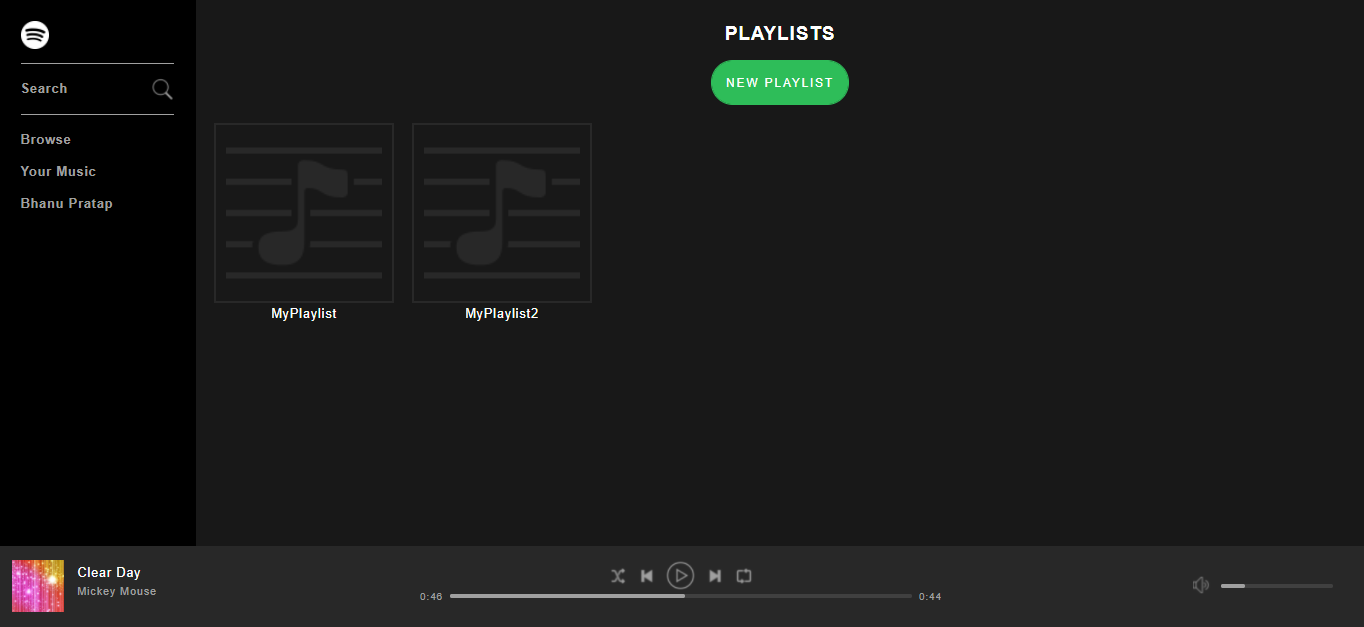 PLAYLISTS
NEW PLAYLIST
Search
Browse
Your Music
Bhanu Pratap
MyPlaylist
MyPlaylist2
Clear Day
Mickey Mouse
0:46
0:44